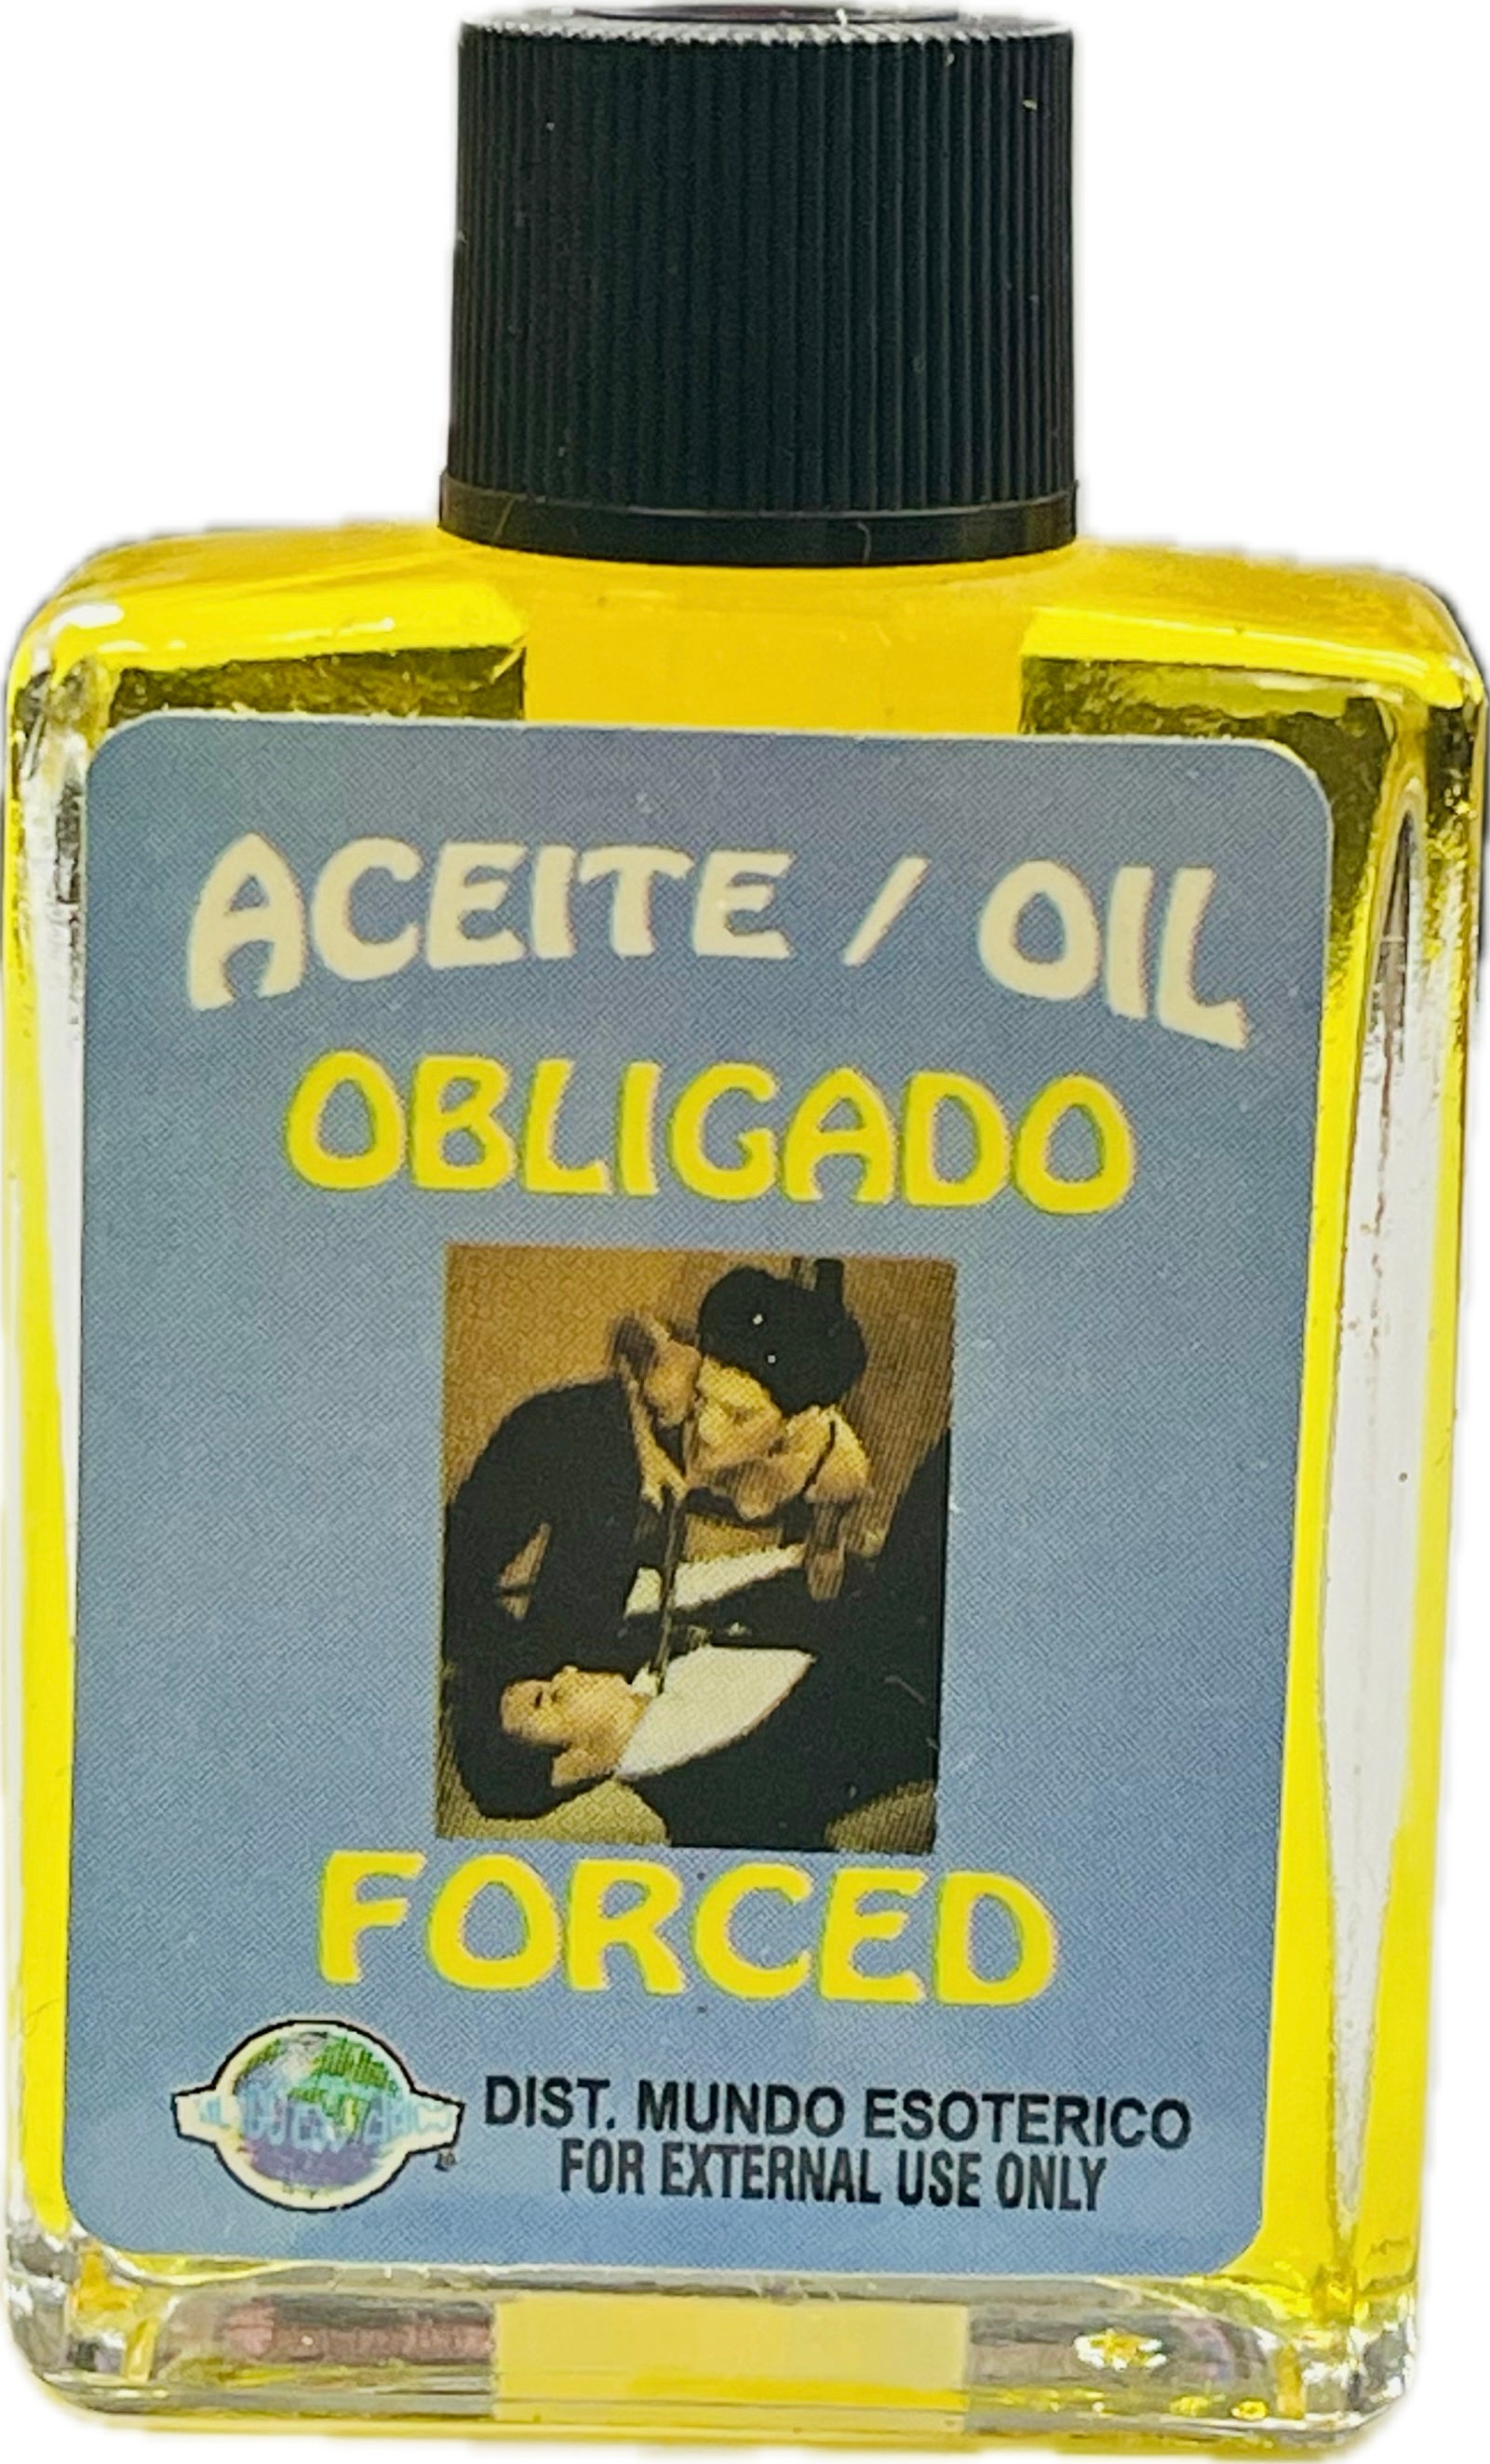 ACEITE / OIL
OBLIGADO
FORCED
DIST. MUNDO ESOTERICO
FOR EXTERNAL USE ONLY